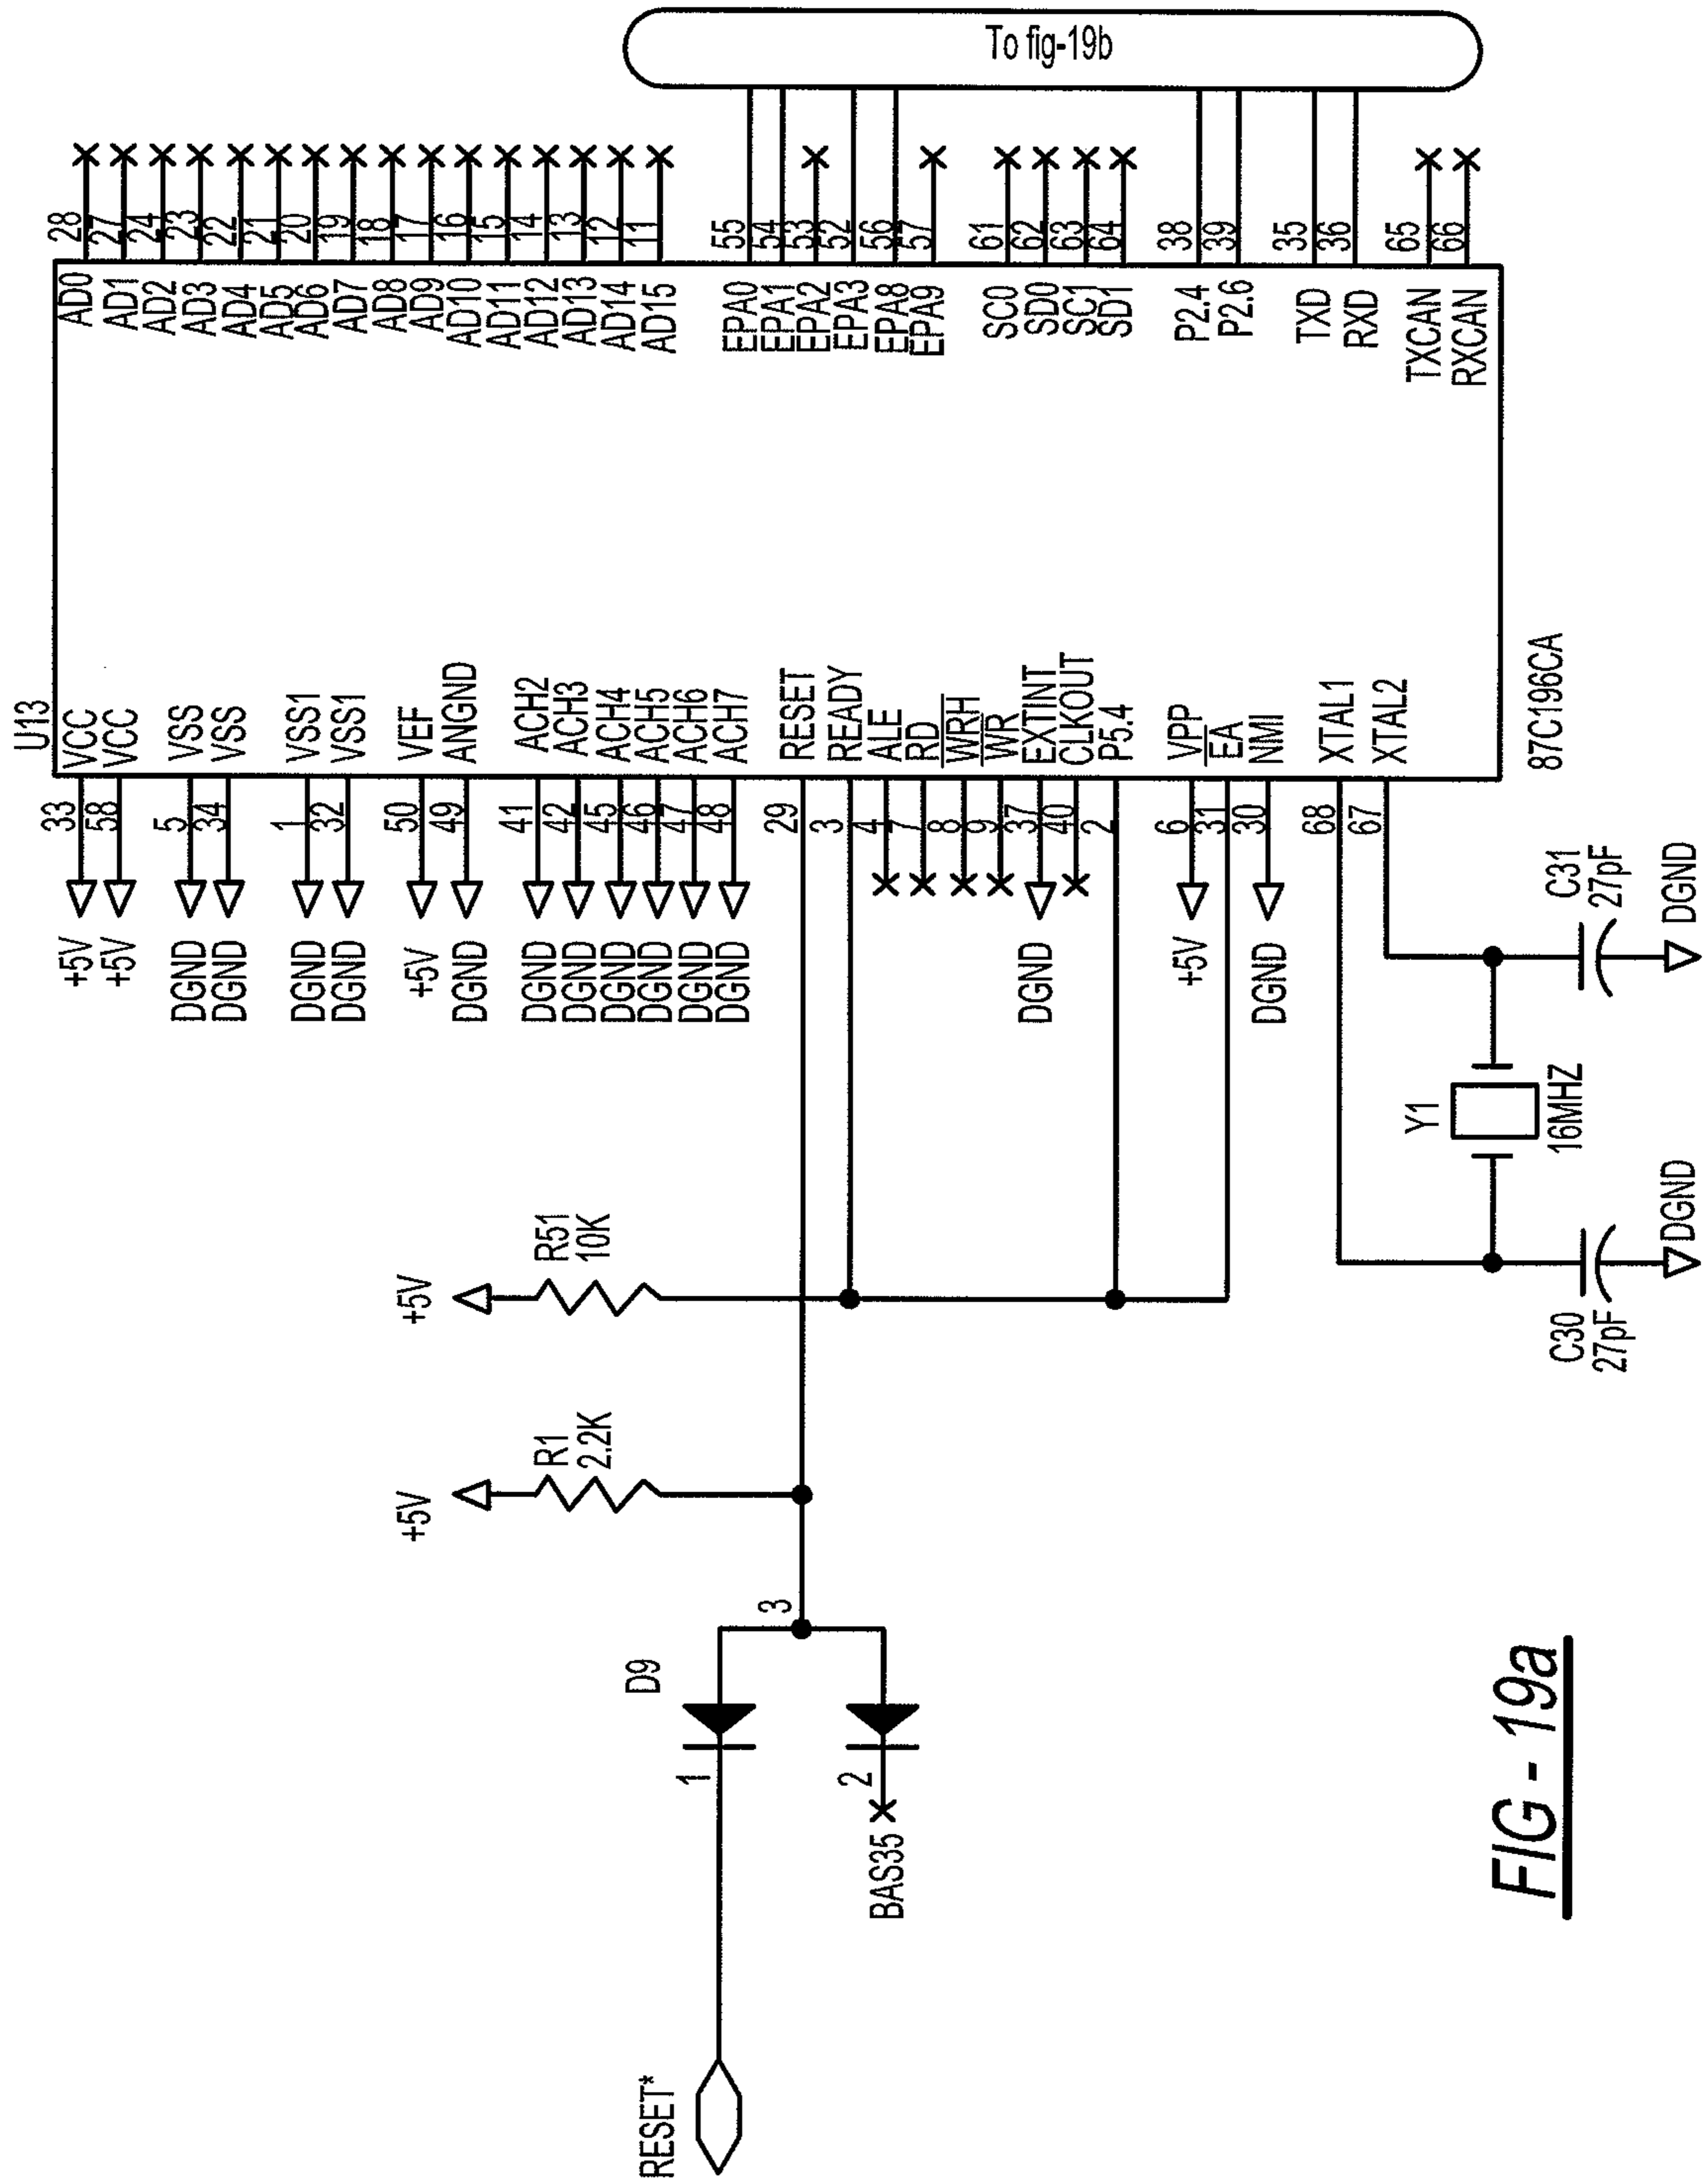 To fig-19b
28
27
24
23
22
21
20
19
18
17
16
15
14
13
12
11
55
54
53
52
56
57
61
62
63
64
38
39
35
36
65
66
AD0
AD1
AD2
AD3
AD4
AD5
AD6
AD7
AD8
AD9
AD10
AD11
AD12
AD13
AD14
AD15
EPA0
EPA1
EPA2
EPA3
EPA8
EPA9
SC0
SD0
SC1
SD1
P2.4
P2.6
TXD
RXD
TXCAN
RXCAN
U13
VCC
VCC
VSS
VSS
VSS1
VSS1
VEF
ANGND
ACH2
ACH3
ACH4
ACH5
ACH6
ACH7
RESET
READY
ALE
RD
WRH
WR
EXTINT
CLKOUT
P5.4
VPP
EA
NMI
XTAL1
XTAL2
87C196CA
33
58
5
34
1
32
50
49
41
42
45
46
47
48
29
3
4
7
8
9
37
40
2
6
31
30
68
67
+5V
+5V
DGND
DGND
DGND
DGND
+5V
DGND
DGND
DGND
DGND
DGND
DGND
DGND
DGND
+5V
DGND
C31
27pF
DGND
Y1
16MHZ
C30
27pF
DGND
+5V
R51
10K
+5V
R1
2.2K
3
D9
1
2
BAS35
RESET*
FIG - 19a